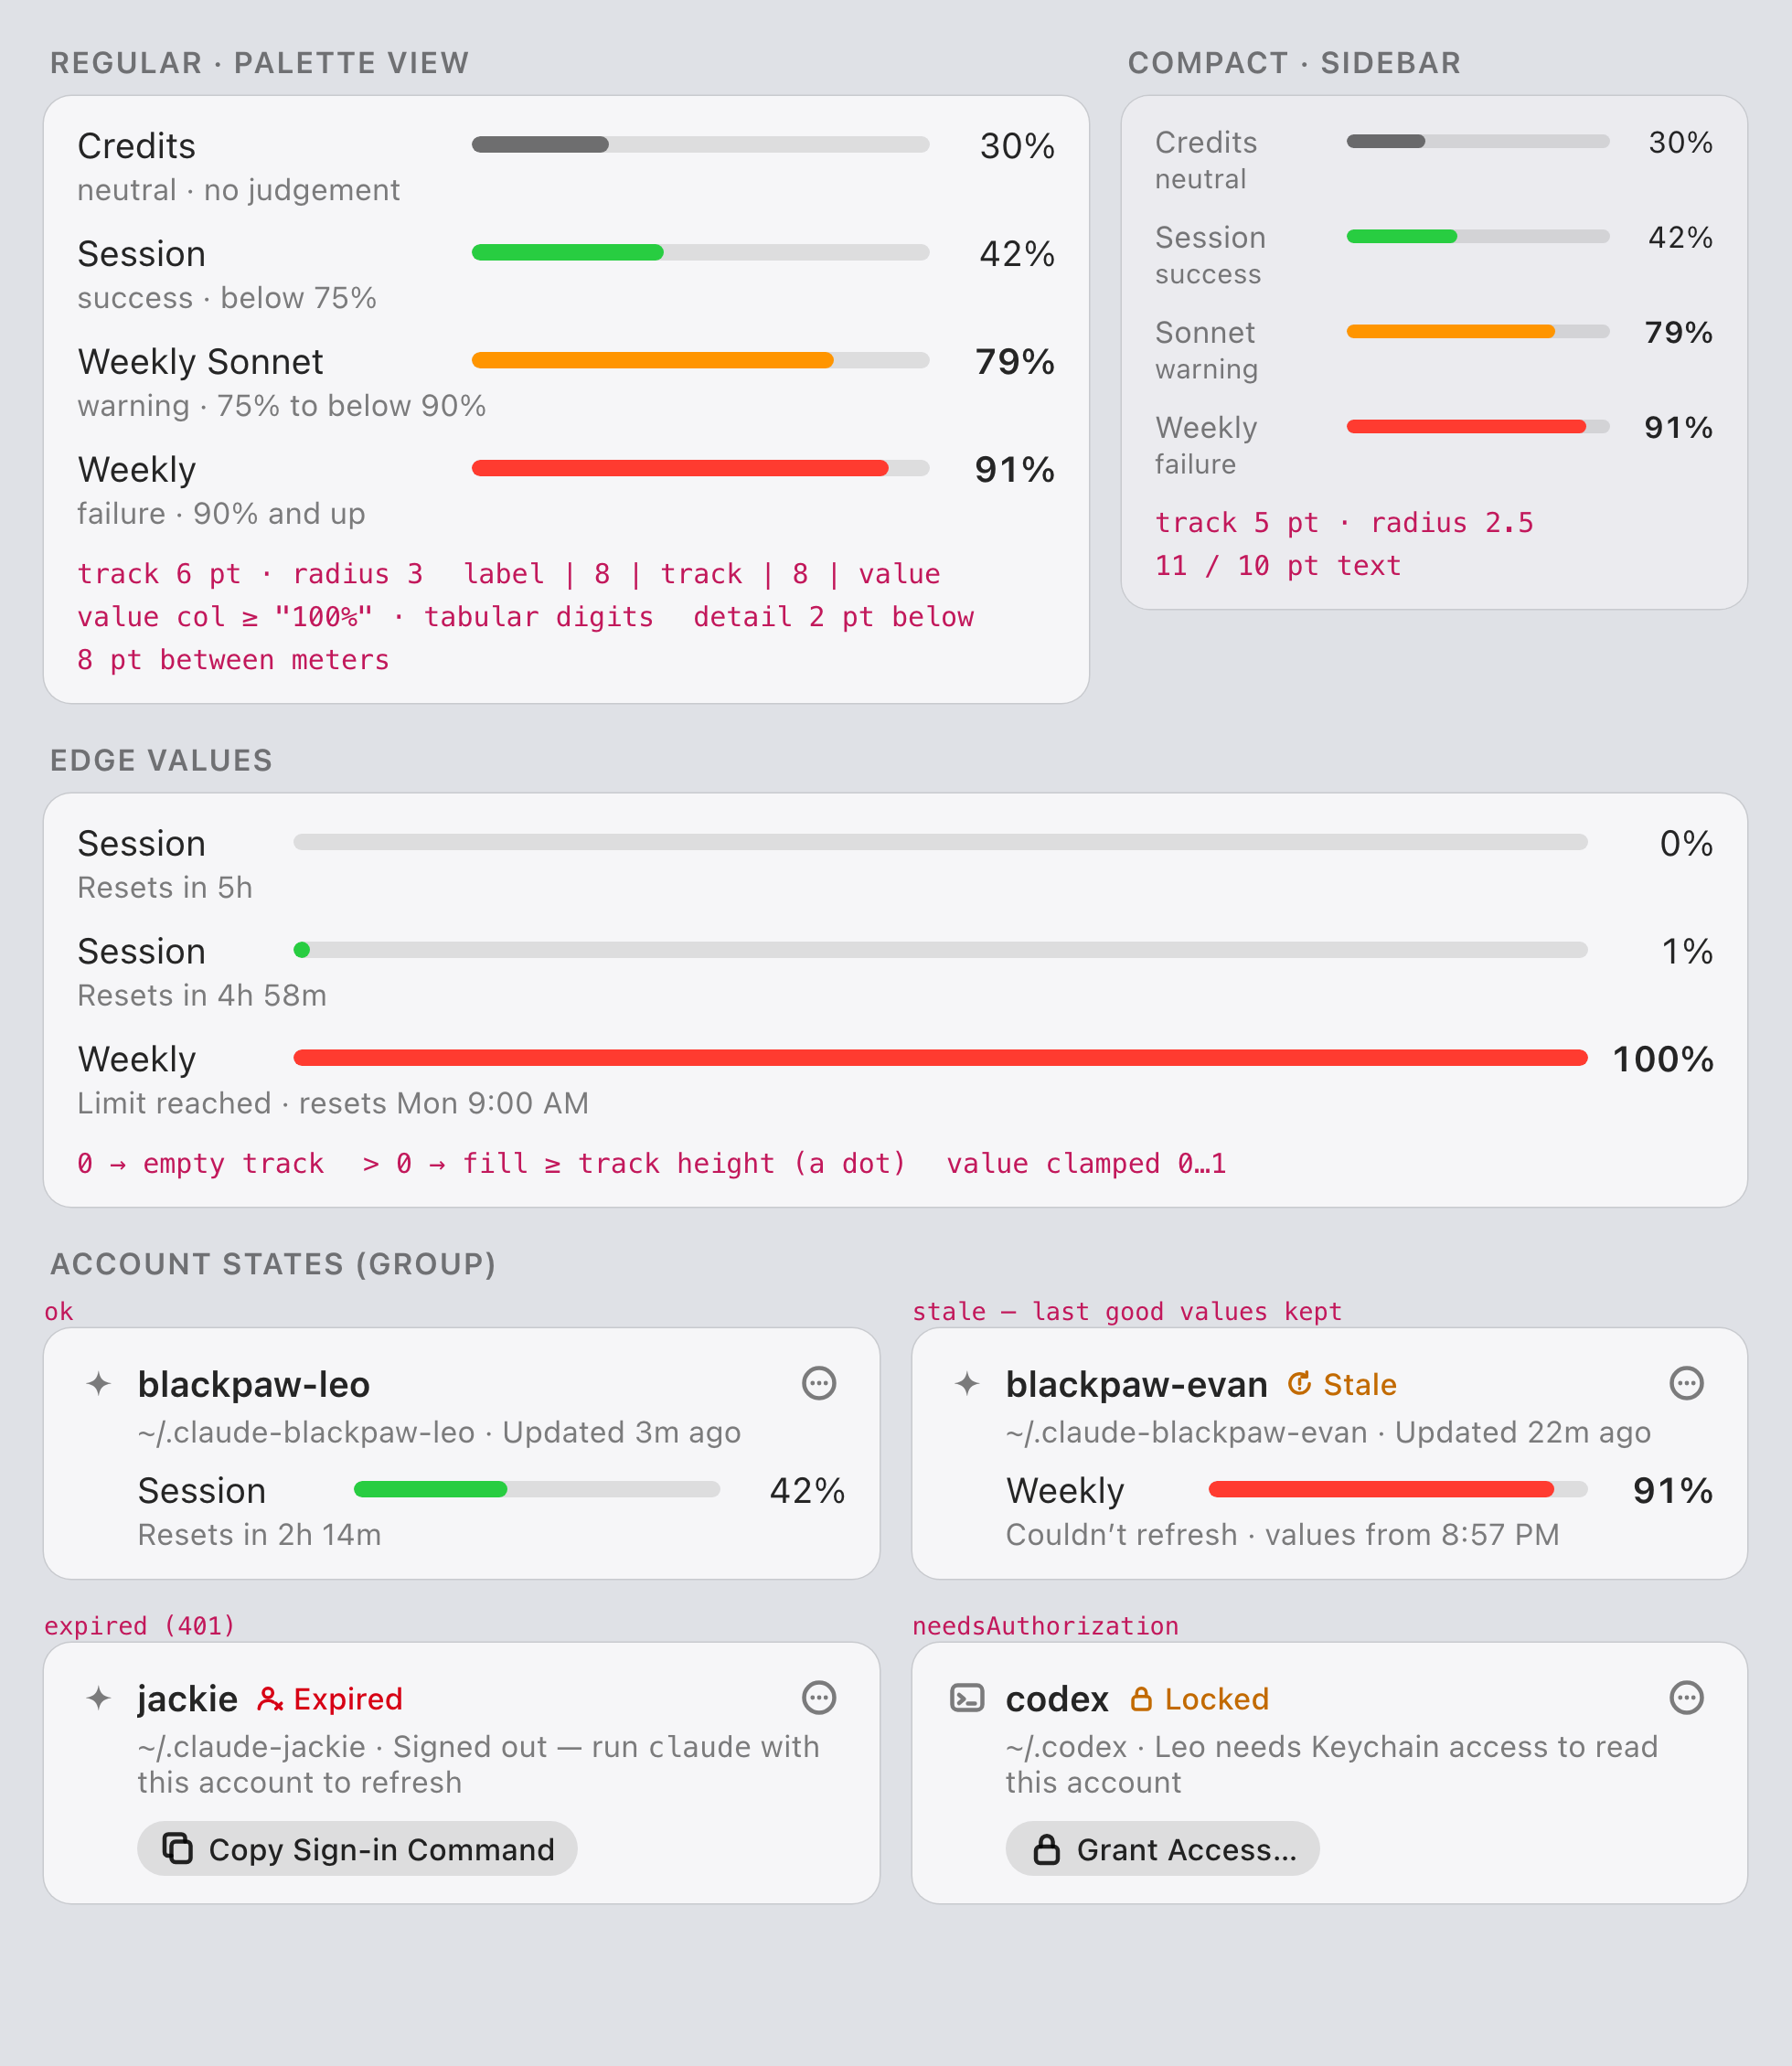 REGULAR · PALETTE VIEW
Credits 30%
neutral · no judgement
Session 42%
success · below 75%
Weekly Sonnet 79%
warning · 75% to below 90%
Weekly 91%
failure · 90% and up
track 6 pt · radius 3 label | 8 | track | 8 | value
value col ≥ "100%" · tabular digits detail 2 pt below
8 pt between meters
COMPACT · SIDEBAR
Credits 30%
neutral
Session 42%
success
Sonnet 79%
warning
Weekly 91%
failure
track 5 pt · radius 2.5
11 / 10 pt text
EDGE VALUES
Session 0%
Resets in 5h
Session 1%
Resets in 4h 58m
Weekly 100%
Limit reached · resets Mon 9:00 AM
0 → empty track > 0 → fill ≥ track height (a dot) value clamped 0…1
ACCOUNT STATES (GROUP)
ok
blackpaw-leo
~/.claude-blackpaw-leo · Updated 3m ago
Session 42%
Resets in 2h 14m
stale — last good values kept
blackpaw-evan Stale
~/.claude-blackpaw-evan · Updated 22m ago
Weekly 91%
Couldn’t refresh · values from 8:57 PM
expired (401)
jackie Expired
~/.claude-jackie · Signed out — run claude with
this account to refresh
Copy Sign-in Command
needsAuthorization
codex Locked
~/.codex · Leo needs Keychain access to read
this account
Grant Access…